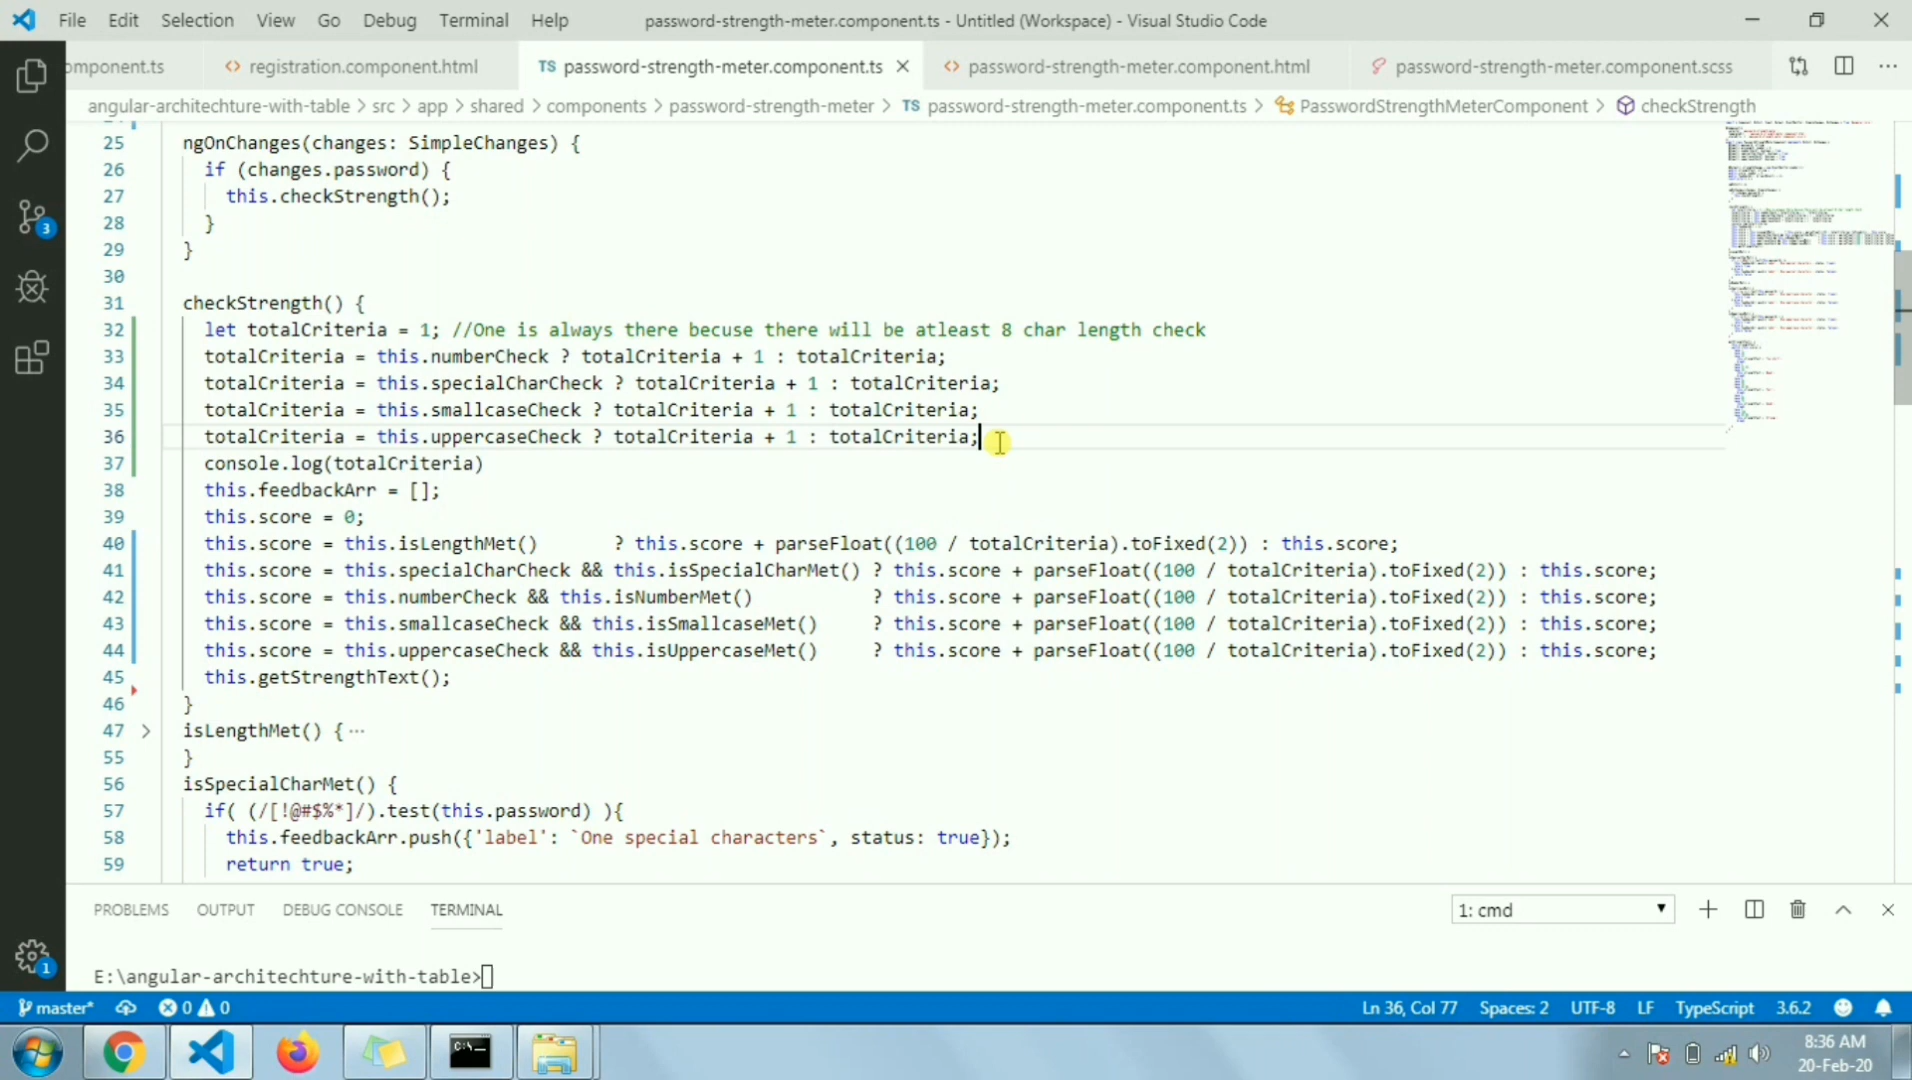 File Edit Selection View Go Debug Terminal Help password-strength-meter.component.ts - Untitled (Workspace) - Visual Studio Code
omponent.ts registration.component.html TS password-strength-meter.component.ts password-strength-meter.component.html password-strength-meter.component.scss
angular-architechture-with-table > src > app > shared > components > password-strength-meter > TS password-strength-meter.component.ts > PasswordStrengthMeterComponent > checkStrength
25 ngOnChanges(changes: SimpleChanges) {
26 if (changes.password) {
27 this.checkStrength();
28 }
29 }
30
31 checkStrength() {
32 let totalCriteria = 1; //One is always there becuse there will be atleast 8 char length check
33 totalCriteria = this.numberCheck ? totalCriteria + 1 : totalCriteria;
34 totalCriteria = this.specialCharCheck ? totalCriteria + 1 : totalCriteria;
35 totalCriteria = this.smallcaseCheck ? totalCriteria + 1 : totalCriteria;
36 totalCriteria = this.uppercaseCheck ? totalCriteria + 1 : totalCriteria;
37 console.log(totalCriteria)
38 this.feedbackArr = [];
39 this.score = 0;
40 this.score = this.isLengthMet() ? this.score + parseFloat((100 / totalCriteria).toFixed(2)) : this.score;
41 this.score = this.specialCharCheck && this.isSpecialCharMet() ? this.score + parseFloat((100 / totalCriteria).toFixed(2)) : this.score;
42 this.score = this.numberCheck && this.isNumberMet() ? this.score + parseFloat((100 / totalCriteria).toFixed(2)) : this.score;
43 this.score = this.smallcaseCheck && this.isSmallcaseMet() ? this.score + parseFloat((100 / totalCriteria).toFixed(2)) : this.score;
44 this.score = this.uppercaseCheck && this.isUppercaseMet() ? this.score + parseFloat((100 / totalCriteria).toFixed(2)) : this.score;
45 this.getStrengthText();
46 }
47 isLengthMet() { ...
55 }
56 isSpecialCharMet() {
57 if( (/[!@#$%*]/).test(this.password) ){
58 this.feedbackArr.push({'label': `One special characters`, status: true});
59 return true;
3
PROBLEMS OUTPUT DEBUG CONSOLE TERMINAL 1: cmd
E:\angular-architechture-with-table>
1
master* 0 0 Ln 36, Col 77 Spaces: 2 UTF-8 LF TypeScript 3.6.2
8:36 AM
20-Feb-20